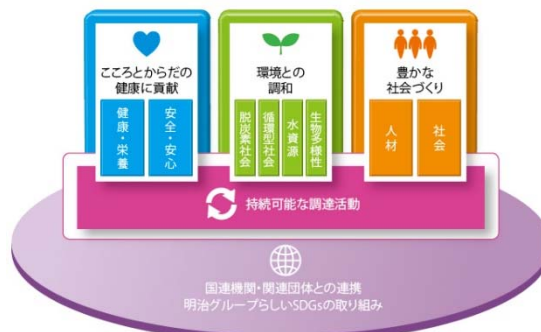 こころとからだの
健康に貢献
健康・栄養
安全・安心
環境との
調和
脱炭素社会
循環型社会
水資源
生物多様性
豊かな
社会づくり
人材
社会
持続可能な調達活動
国連機関・関連団体との連携
明治グループらしいSDGsの取り組み